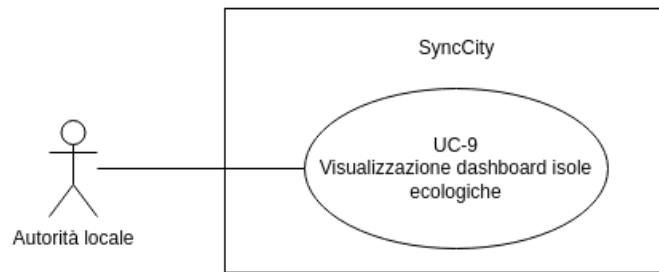 SyncCity
UC-9
Visualizzazione dashboard isole
ecologiche
Autorità locale